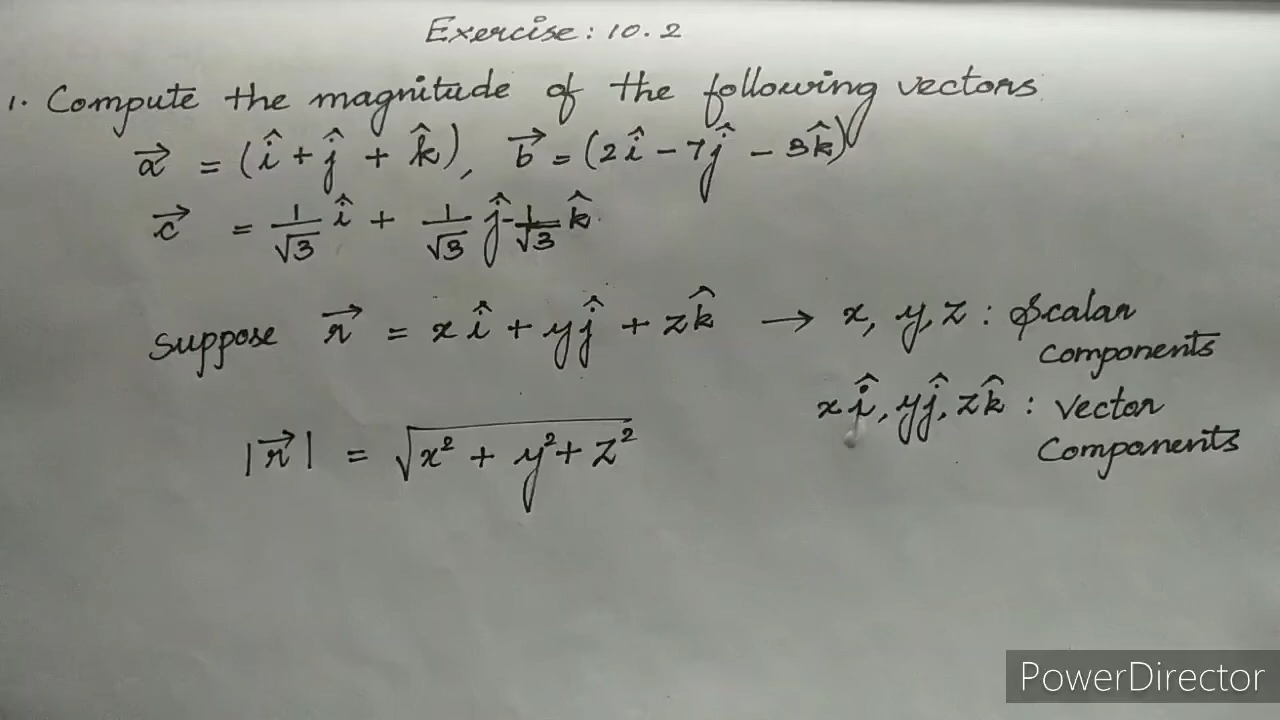 Exercise: 10.2
1. Compute the magnitude of the following vectors
a⃗ = (î + ĵ + k̂), b⃗ = (2î - 7ĵ - 3k̂)
c⃗ = 1/√3 î + 1/√3 ĵ - 1/√3 k̂
Suppose r⃗ = xî + yĵ + zk̂ → x, y, z : Scalar
components
xî, yĵ, zk̂ : vector
Components
|r⃗| = √(x² + y² + z²)
PowerDirector